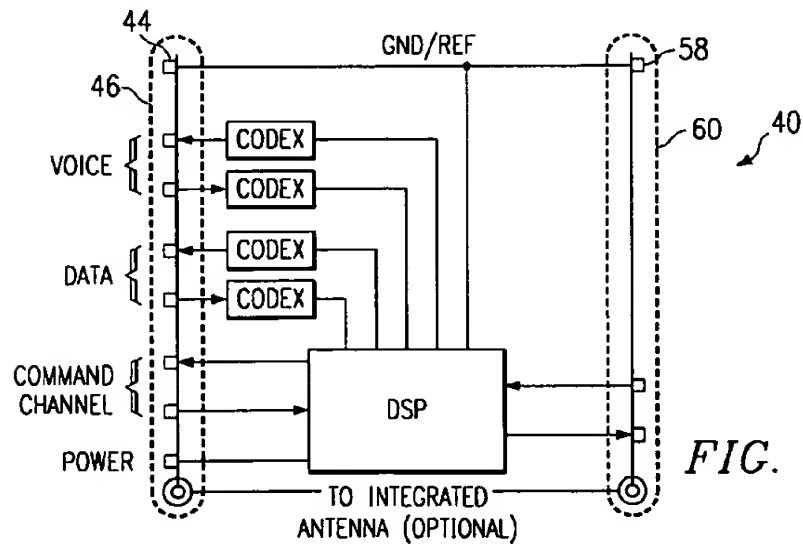 44
GND/REF
58
46
60
40
CODEX
VOICE
CODEX
CODEX
DATA
CODEX
COMMAND
CHANNEL
DSP
POWER
FIG.
TO INTEGRATED
ANTENNA (OPTIONAL)